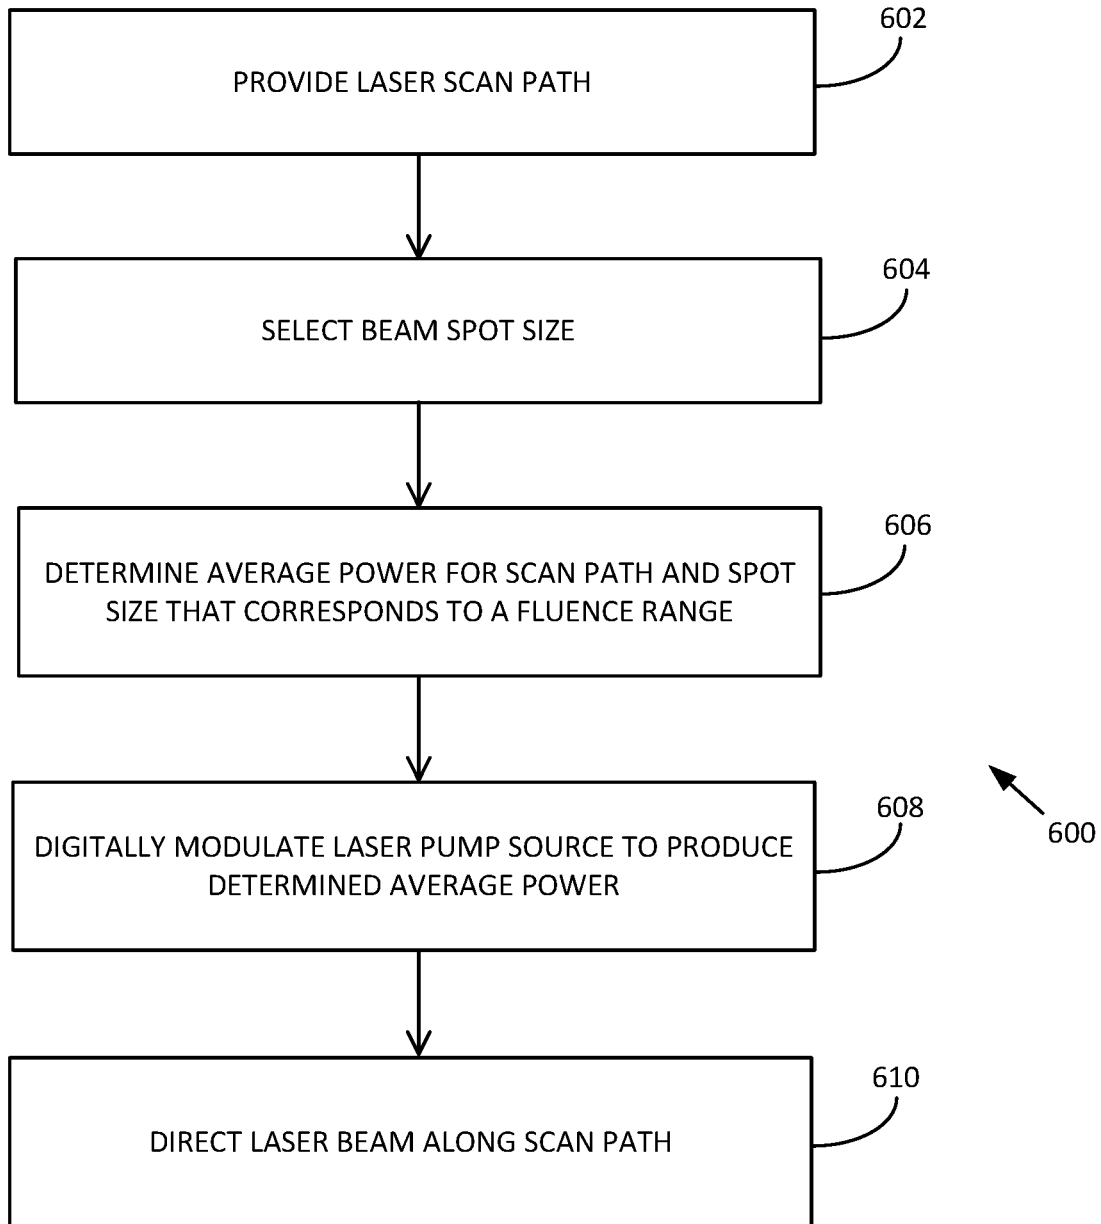 602
PROVIDE LASER SCAN PATH
604
SELECT BEAM SPOT SIZE
606
DETERMINE AVERAGE POWER FOR SCAN PATH AND SPOT
SIZE THAT CORRESPONDS TO A FLUENCE RANGE
608
DIGITALLY MODULATE LASER PUMP SOURCE TO PRODUCE
DETERMINED AVERAGE POWER
600
610
DIRECT LASER BEAM ALONG SCAN PATH